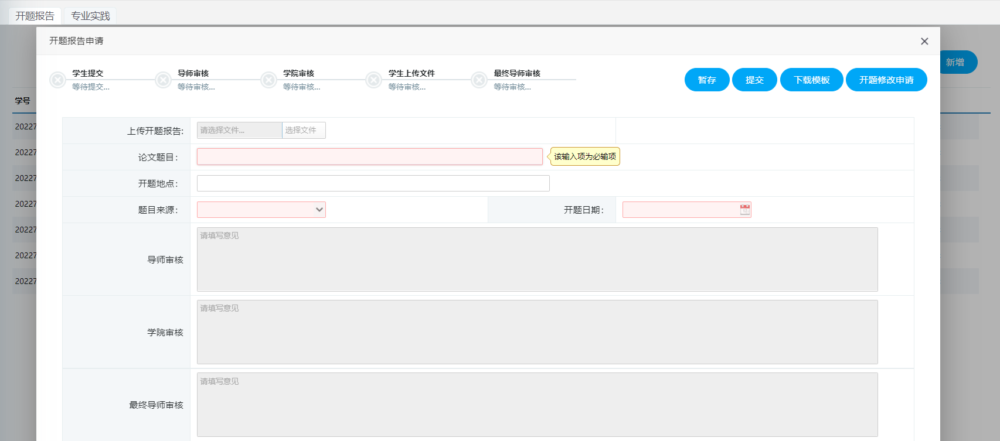 开题报告 专业实践
开题报告申请
新增
学生提交 导师审核 学院审核 学生上传文件 最终导师审核
等待提交... 等待审核... 等待审核... 等待审核... 等待审核...
暂存 提交 下载模板 开题修改申请
学号
20227
20227
20227
20227
20227
20227
20227
上传开题报告: 请选择文件... 选择文件
论文题目: 该输入项为必输项
开题地点:
题目来源: 开题日期:
导师审核 请填写意见
学院审核 请填写意见
最终导师审核 请填写意见